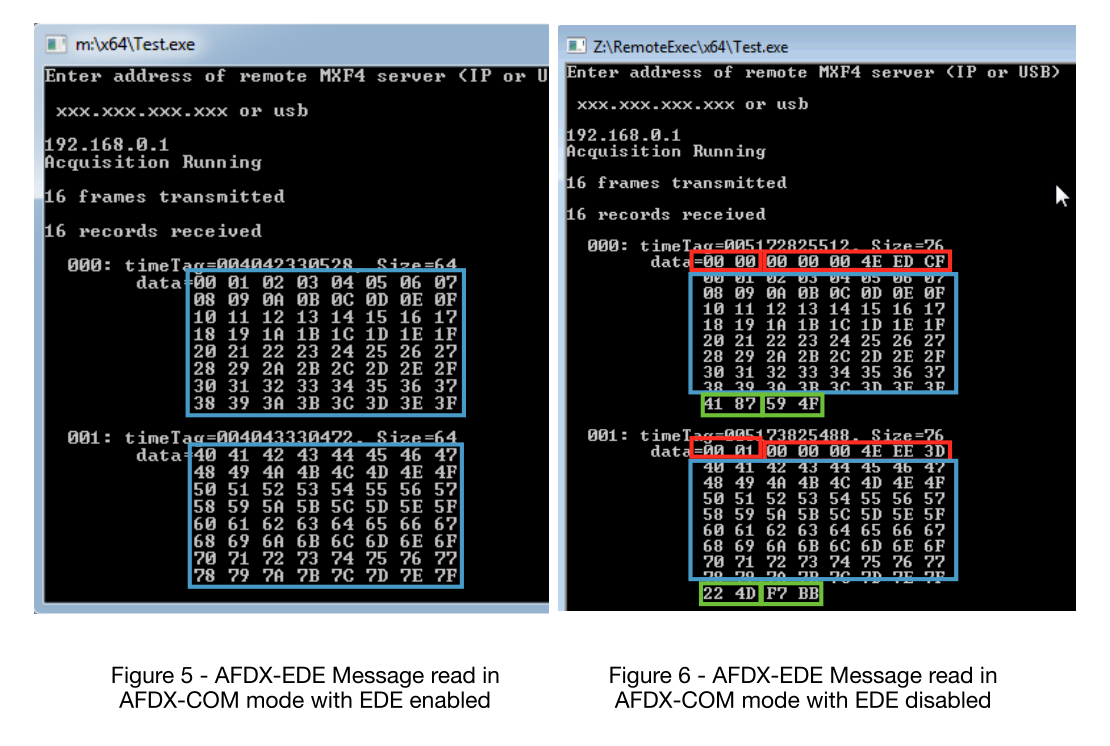 m:\x64\Test.exe
Enter address of remote MXF4 server (IP or U
xxx.xxx.xxx.xxx or usb
192.168.0.1
Acquisition Running
16 frames transmitted
16 records received
000: timeTag=004042330528, Size=64
data=00 01 02 03 04 05 06 07
08 09 0A 0B 0C 0D 0E 0F
10 11 12 13 14 15 16 17
18 19 1A 1B 1C 1D 1E 1F
20 21 22 23 24 25 26 27
28 29 2A 2B 2C 2D 2E 2F
30 31 32 33 34 35 36 37
38 39 3A 3B 3C 3D 3E 3F
001: timeTag=004043330472, Size=64
data=40 41 42 43 44 45 46 47
48 49 4A 4B 4C 4D 4E 4F
50 51 52 53 54 55 56 57
58 59 5A 5B 5C 5D 5E 5F
60 61 62 63 64 65 66 67
68 69 6A 6B 6C 6D 6E 6F
70 71 72 73 74 75 76 77
78 79 7A 7B 7C 7D 7E 7F
Figure 5 - AFDX-EDE Message read in
AFDX-COM mode with EDE enabled
Z:\RemoteExec\x64\Test.exe
Enter address of remote MXF4 server (IP or USB)
xxx.xxx.xxx.xxx or usb
192.168.0.1
Acquisition Running
16 frames transmitted
16 records received
000: timeTag=005172825512, Size=76
data=00 00 00 00 00 4E ED CF
00 01 02 03 04 05 06 07
08 09 0A 0B 0C 0D 0E 0F
10 11 12 13 14 15 16 17
18 19 1A 1B 1C 1D 1E 1F
20 21 22 23 24 25 26 27
28 29 2A 2B 2C 2D 2E 2F
30 31 32 33 34 35 36 37
38 39 3A 3B 3C 3D 3E 3F
41 87 59 4F
001: timeTag=005173825488, Size=76
data=00 01 00 00 00 4E EE 3D
40 41 42 43 44 45 46 47
48 49 4A 4B 4C 4D 4E 4F
50 51 52 53 54 55 56 57
58 59 5A 5B 5C 5D 5E 5F
60 61 62 63 64 65 66 67
68 69 6A 6B 6C 6D 6E 6F
70 71 72 73 74 75 76 77
78 79 7A 7B 7C 7D 7E 7F
22 4D F7 BB
Figure 6 - AFDX-EDE Message read in
AFDX-COM mode with EDE disabled